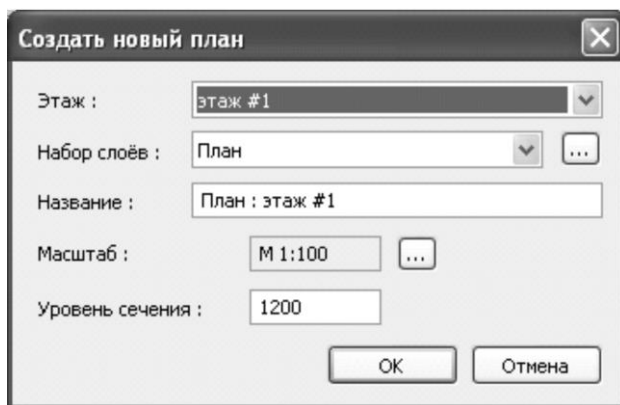 Создать новый план
Этаж : этаж #1
Набор слоёв : План ...
Название : План : этаж #1
Масштаб : М 1:100 ...
Уровень сечения : 1200
OK Отмена